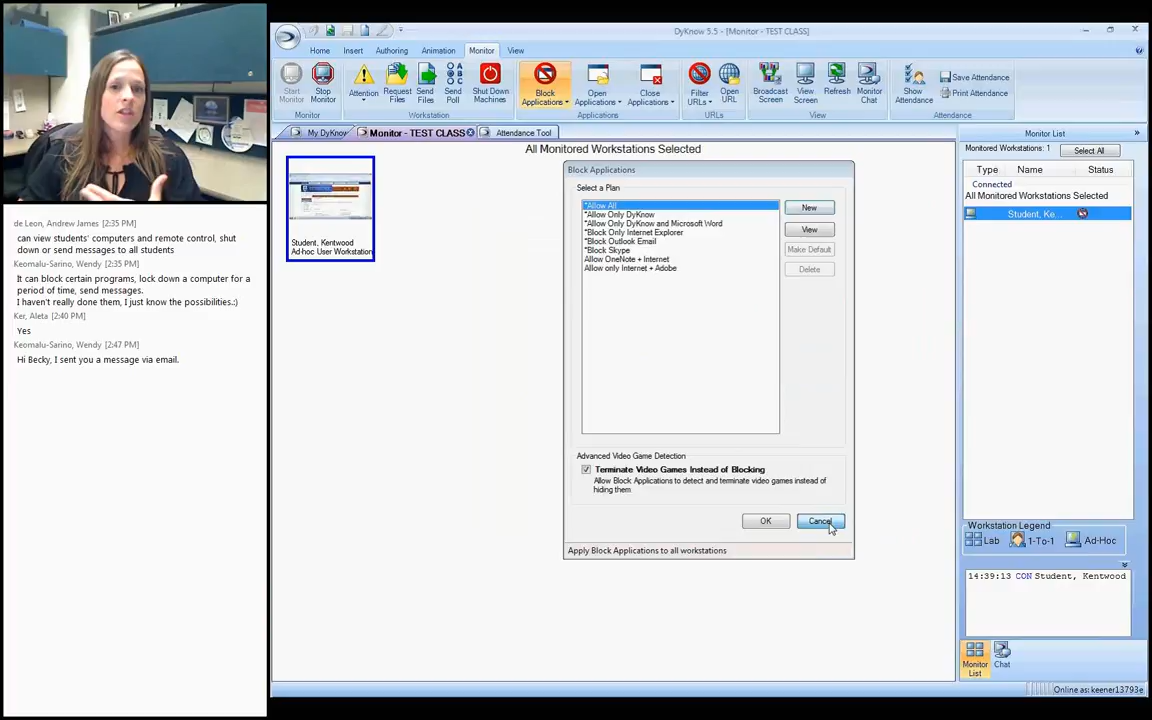 DyKnow 5.5 - [Monitor - TEST CLASS]
Home Insert Authoring Animation Monitor View
Start Monitor
Stop Monitor
Attention
Request Files
Send Files
Send Poll
Shut Down Machines
Block Applications
Open Applications
Close Applications
Filter URLs
Open URL
Broadcast Screen
View Screen
Refresh
Monitor Chat
Show Attendance
Save Attendance
Print Attendance
Monitor
Workstation
Applications
URLs
View
Attendance
My DyKnow
Monitor - TEST CLASS
Attendance Tool
All Monitored Workstations Selected
Student, Kentwood
Ad-hoc User Workstation
de Leon, Andrew James [2:35 PM]
can view students' computers and remote control, shut
down or send messages to all students
Keomalu-Sarino, Wendy [2:35 PM]
It can block certain programs, lock down a computer for a
period of time, send messages.
I haven't really done them, I just know the possibilities.:)
Ker, Aleta [2:40 PM]
Yes
Keomalu-Sarino, Wendy [2:47 PM]
Hi Becky, I sent you a message via email.
Block Applications
Select a Plan
*Allow All
*Allow Only DyKnow
*Allow Only DyKnow and Microsoft Word
*Block Only Internet Explorer
*Block Outlook Email
*Block Skype
Allow OneNote + Internet
Allow only Internet + Adobe
New
View
Make Default
Delete
Advanced Video Game Detection
Terminate Video Games Instead of Blocking
Allow Block Applications to detect and terminate video games instead of
hiding them
OK
Cancel
Apply Block Applications to all workstations
Monitor List
Monitored Workstations: 1
Select All
Type Name Status
Connected
All Monitored Workstations Selected
Student, Ke...
Workstation Legend
Lab 1-To-1 Ad-Hoc
14:39:13 CON Student, Kentwood
Monitor List
Chat
Online as: keener13793e